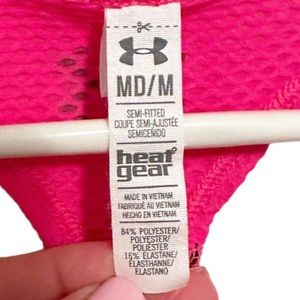 MD/M
SEMI-FITTED
COUPE SEMI-AJUSTÉE
SEMICEÑIDO
heat
gear
MADE IN VIETNAM
FABRIQUÉ AU VIETNAM
HECHO EN VIETNAM
84% POLYESTER/
POLYESTER/
POLIÉSTER
16% ELASTANE/
ÉLASTHANNE/
ELASTANO